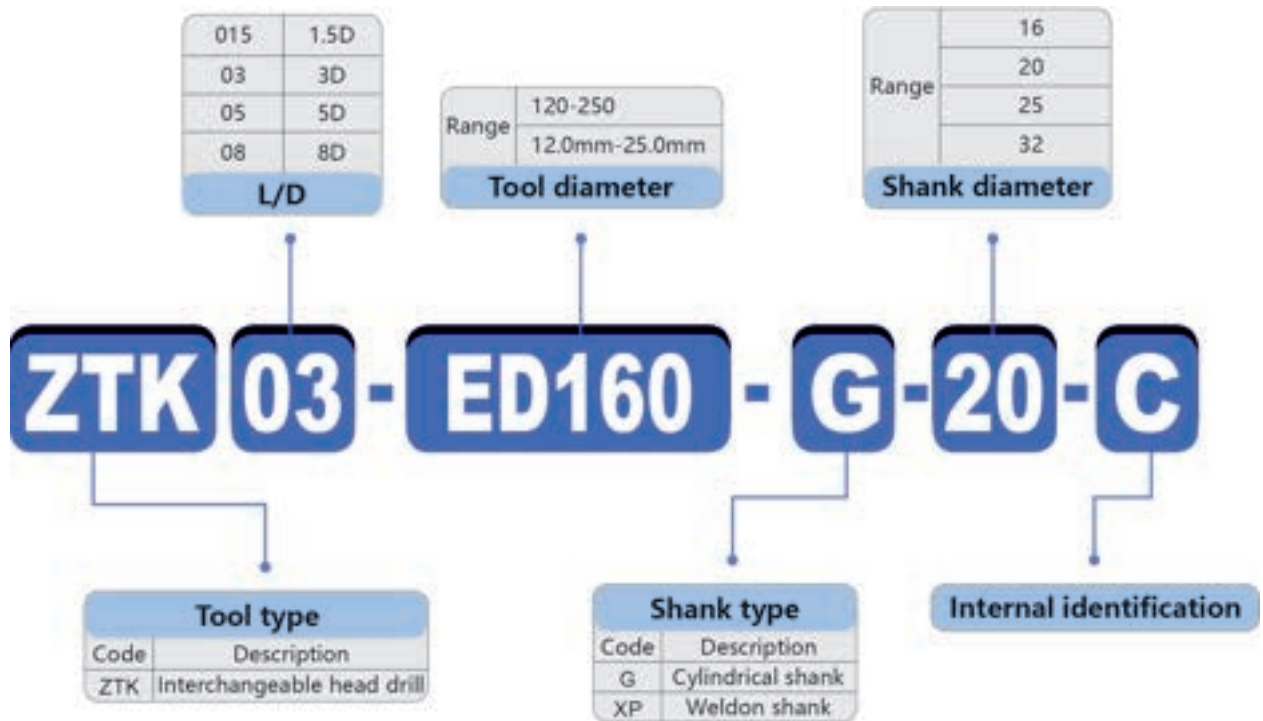 015 1.5D
03 3D
05 5D
08 8D
L/D
Range 120-250
12.0mm-25.0mm
Tool diameter
Range 16
20
25
32
Shank diameter
ZTK 03 - ED160 - G - 20 - C
Tool type
Code Description
ZTK Interchangeable head drill
Shank type
Code Description
G Cylindrical shank
XP Weldon shank
Internal identification